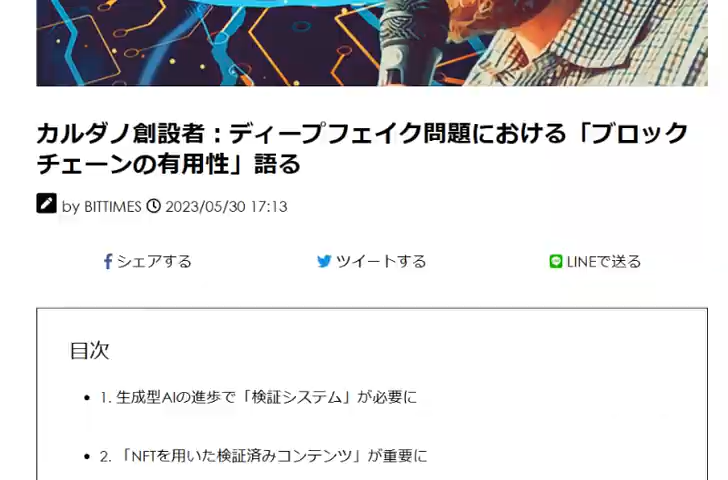 カルダノ創設者：ディープフェイク問題における「ブロック
チェーンの有用性」語る
by BITTIMES 2023/05/30 17:13
シェアする ツイートする LINEで送る
目次
• 1. 生成型AIの進歩で「検証システム」が必要に
• 2. 「NFTを用いた検証済みコンテンツ」が重要に